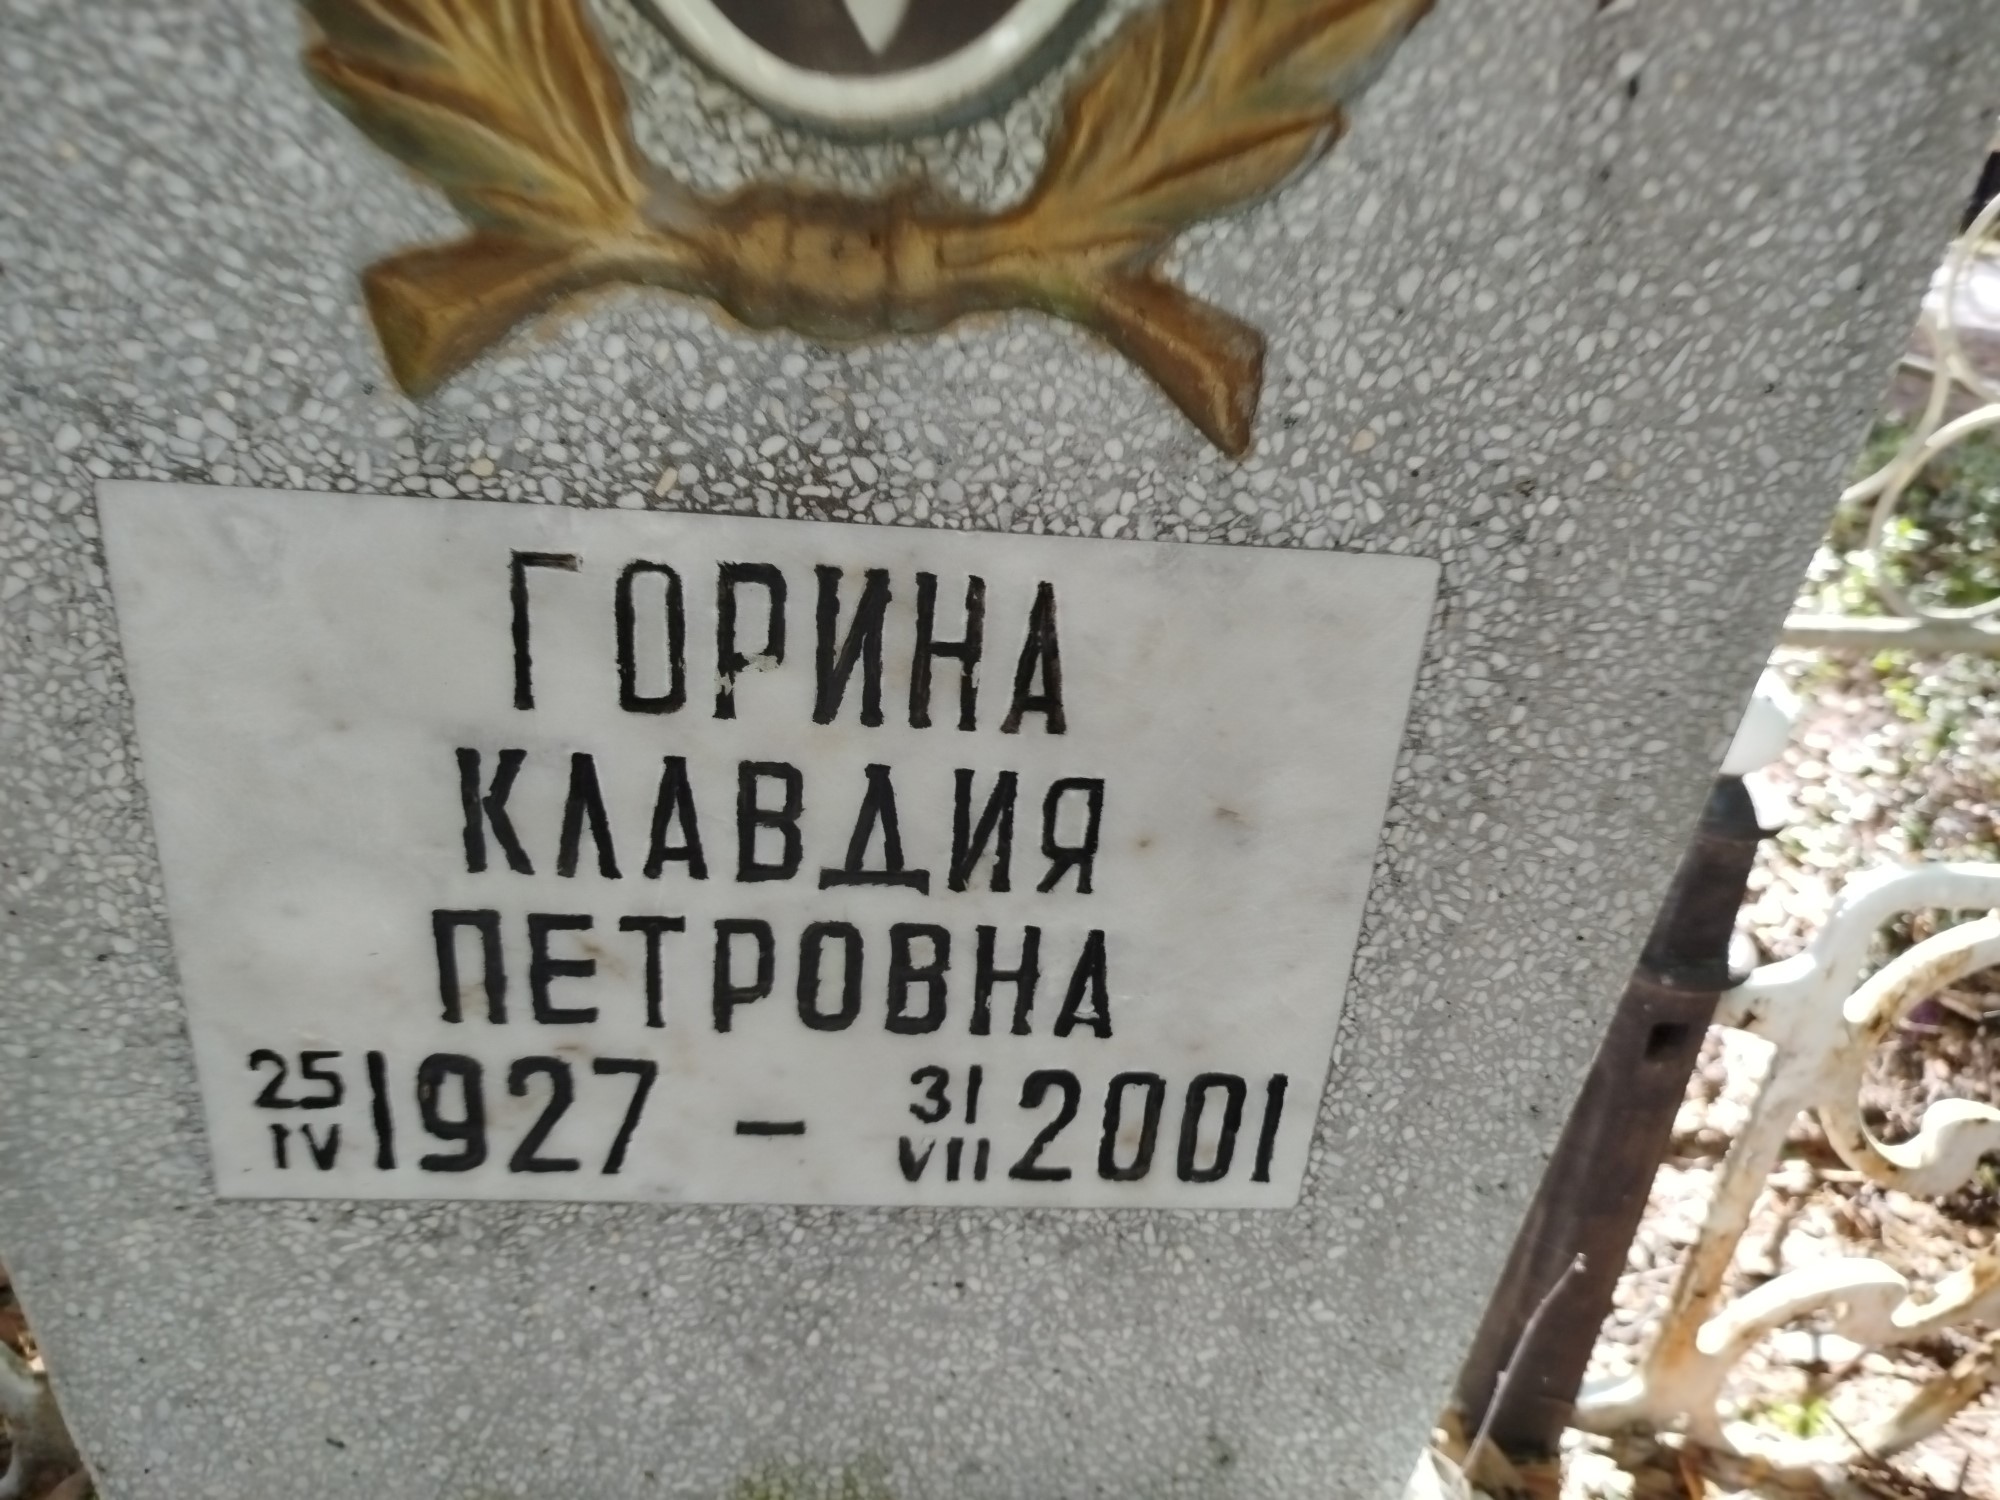 ГОРИНА
КЛАВДИЯ
ПЕТРОВНА
25/IV 1927 - 31/VII 2001